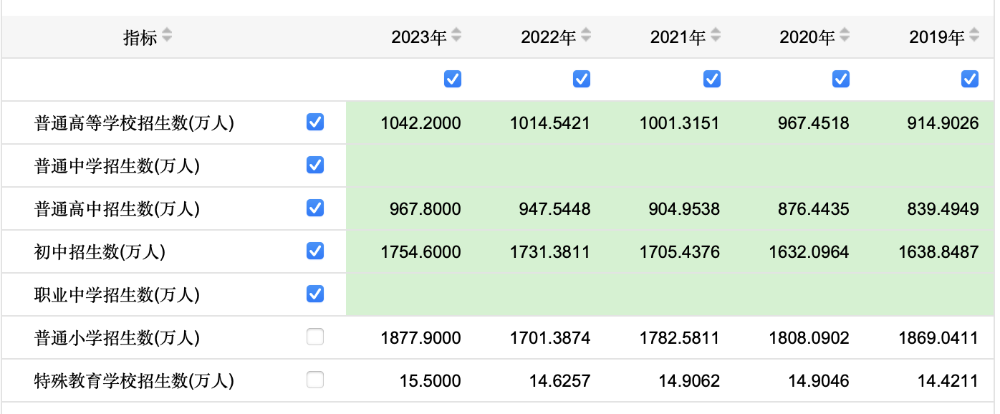 指标 2023年 2022年 2021年 2020年 2019年
普通高等学校招生数(万人) 1042.2000 1014.5421 1001.3151 967.4518 914.9026
普通中学招生数(万人)
普通高中招生数(万人) 967.8000 947.5448 904.9538 876.4435 839.4949
初中招生数(万人) 1754.6000 1731.3811 1705.4376 1632.0964 1638.8487
职业中学招生数(万人)
普通小学招生数(万人) 1877.9000 1701.3874 1782.5811 1808.0902 1869.0411
特殊教育学校招生数(万人) 15.5000 14.6257 14.9062 14.9046 14.4211